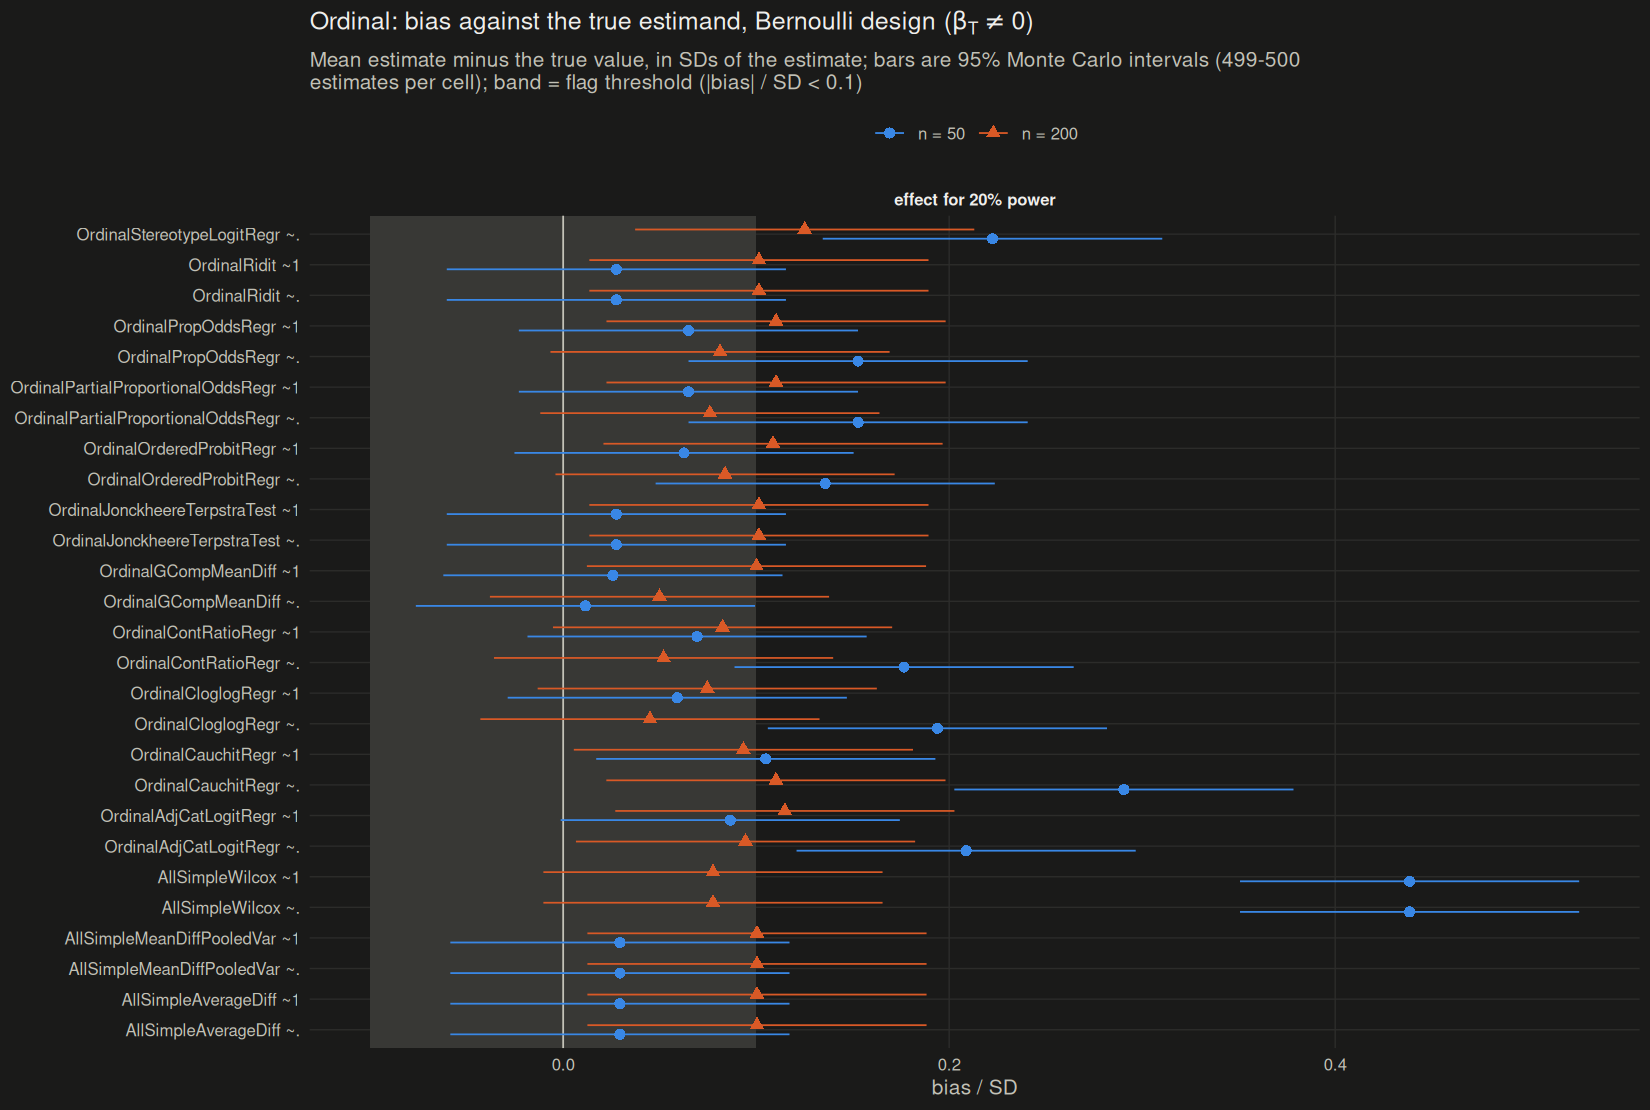 Ordinal: bias against the true estimand, Bernoulli design (βT ≠ 0)
Mean estimate minus the true value, in SDs of the estimate; bars are 95% Monte Carlo intervals (499-500
estimates per cell); band = flag threshold (|bias| / SD < 0.1)
n = 50
n = 200
effect for 20% power
OrdinalStereotypeLogitRegr ~.
OrdinalRidit ~1
OrdinalRidit ~.
OrdinalPropOddsRegr ~1
OrdinalPropOddsRegr ~.
OrdinalPartialProportionalOddsRegr ~1
OrdinalPartialProportionalOddsRegr ~.
OrdinalOrderedProbitRegr ~1
OrdinalOrderedProbitRegr ~.
OrdinalJonckheereTerpstraTest ~1
OrdinalJonckheereTerpstraTest ~.
OrdinalGCompMeanDiff ~1
OrdinalGCompMeanDiff ~.
OrdinalContRatioRegr ~1
OrdinalContRatioRegr ~.
OrdinalCloglogRegr ~1
OrdinalCloglogRegr ~.
OrdinalCauchitRegr ~1
OrdinalCauchitRegr ~.
OrdinalAdjCatLogitRegr ~1
OrdinalAdjCatLogitRegr ~.
AllSimpleWilcox ~1
AllSimpleWilcox ~.
AllSimpleMeanDiffPooledVar ~1
AllSimpleMeanDiffPooledVar ~.
AllSimpleAverageDiff ~1
AllSimpleAverageDiff ~.
0.0
0.2
0.4
bias / SD